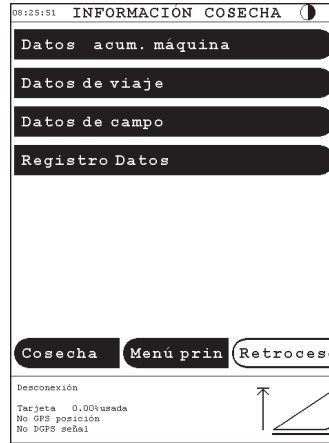 08:25:51 INFORMACIÓN COSECHA
Datos acum. máquina
Datos de viaje
Datos de campo
Registro Datos
Cosecha Menú prin Retroces
Desconexión
Tarjeta 0.00%usada
No GPS posición
No DGPS señal